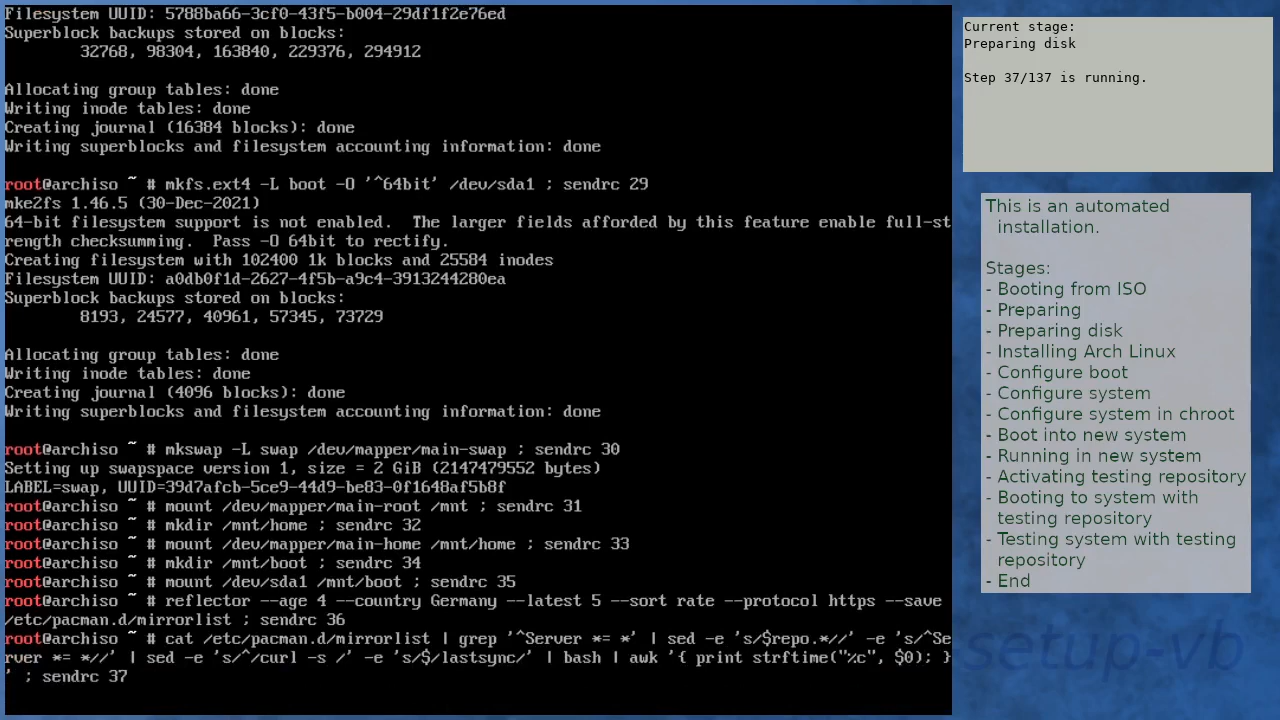 Filesystem UUID: 5788ba66-3cf0-43f5-b004-29df1f2e76ed
Superblock backups stored on blocks:
        32768, 98304, 163840, 229376, 294912

Allocating group tables: done
Writing inode tables: done
Creating journal (16384 blocks): done
Writing superblocks and filesystem accounting information: done

root@archiso ~ # mkfs.ext4 -L boot -O '^64bit' /dev/sda1 ; sendrc 29
mke2fs 1.46.5 (30-Dec-2021)
64-bit filesystem support is not enabled.  The larger fields afforded by this feature enable full-st
rength checksumming.  Pass -O 64bit to rectify.
Creating filesystem with 102400 1k blocks and 25584 inodes
Filesystem UUID: a0db0f1d-2627-4f5b-a9c4-3913244280ea
Superblock backups stored on blocks:
        8193, 24577, 40961, 57345, 73729

Allocating group tables: done
Writing inode tables: done
Creating journal (4096 blocks): done
Writing superblocks and filesystem accounting information: done

root@archiso ~ # mkswap -L swap /dev/mapper/main-swap ; sendrc 30
Setting up swapspace version 1, size = 2 GiB (2147479552 bytes)
LABEL=swap, UUID=39d7afcb-5ce9-44d9-be83-0f1648af5b8f
root@archiso ~ # mount /dev/mapper/main-root /mnt ; sendrc 31
root@archiso ~ # mkdir /mnt/home ; sendrc 32
root@archiso ~ # mount /dev/mapper/main-home /mnt/home ; sendrc 33
root@archiso ~ # mkdir /mnt/boot ; sendrc 34
root@archiso ~ # mount /dev/sda1 /mnt/boot ; sendrc 35
root@archiso ~ # reflector --age 4 --country Germany --latest 5 --sort rate --protocol https --save
/etc/pacman.d/mirrorlist ; sendrc 36
root@archiso ~ # cat /etc/pacman.d/mirrorlist | grep '^Server *= *' | sed -e 's/$repo.*//' -e 's/^Se
rver *= *//' | sed -e 's/^/curl -s /' -e 's/$/lastsync/' | bash | awk '{ print strftime("%c", $0); }
' ; sendrc 37
Current stage:
Preparing disk

Step 37/137 is running.
This is an automated
installation.

Stages:
- Booting from ISO
- Preparing
- Preparing disk
- Installing Arch Linux
- Configure boot
- Configure system
- Configure system in chroot
- Boot into new system
- Running in new system
- Activating testing repository
- Booting to system with
testing repository
- Testing system with testing
repository
- End
setup-vb